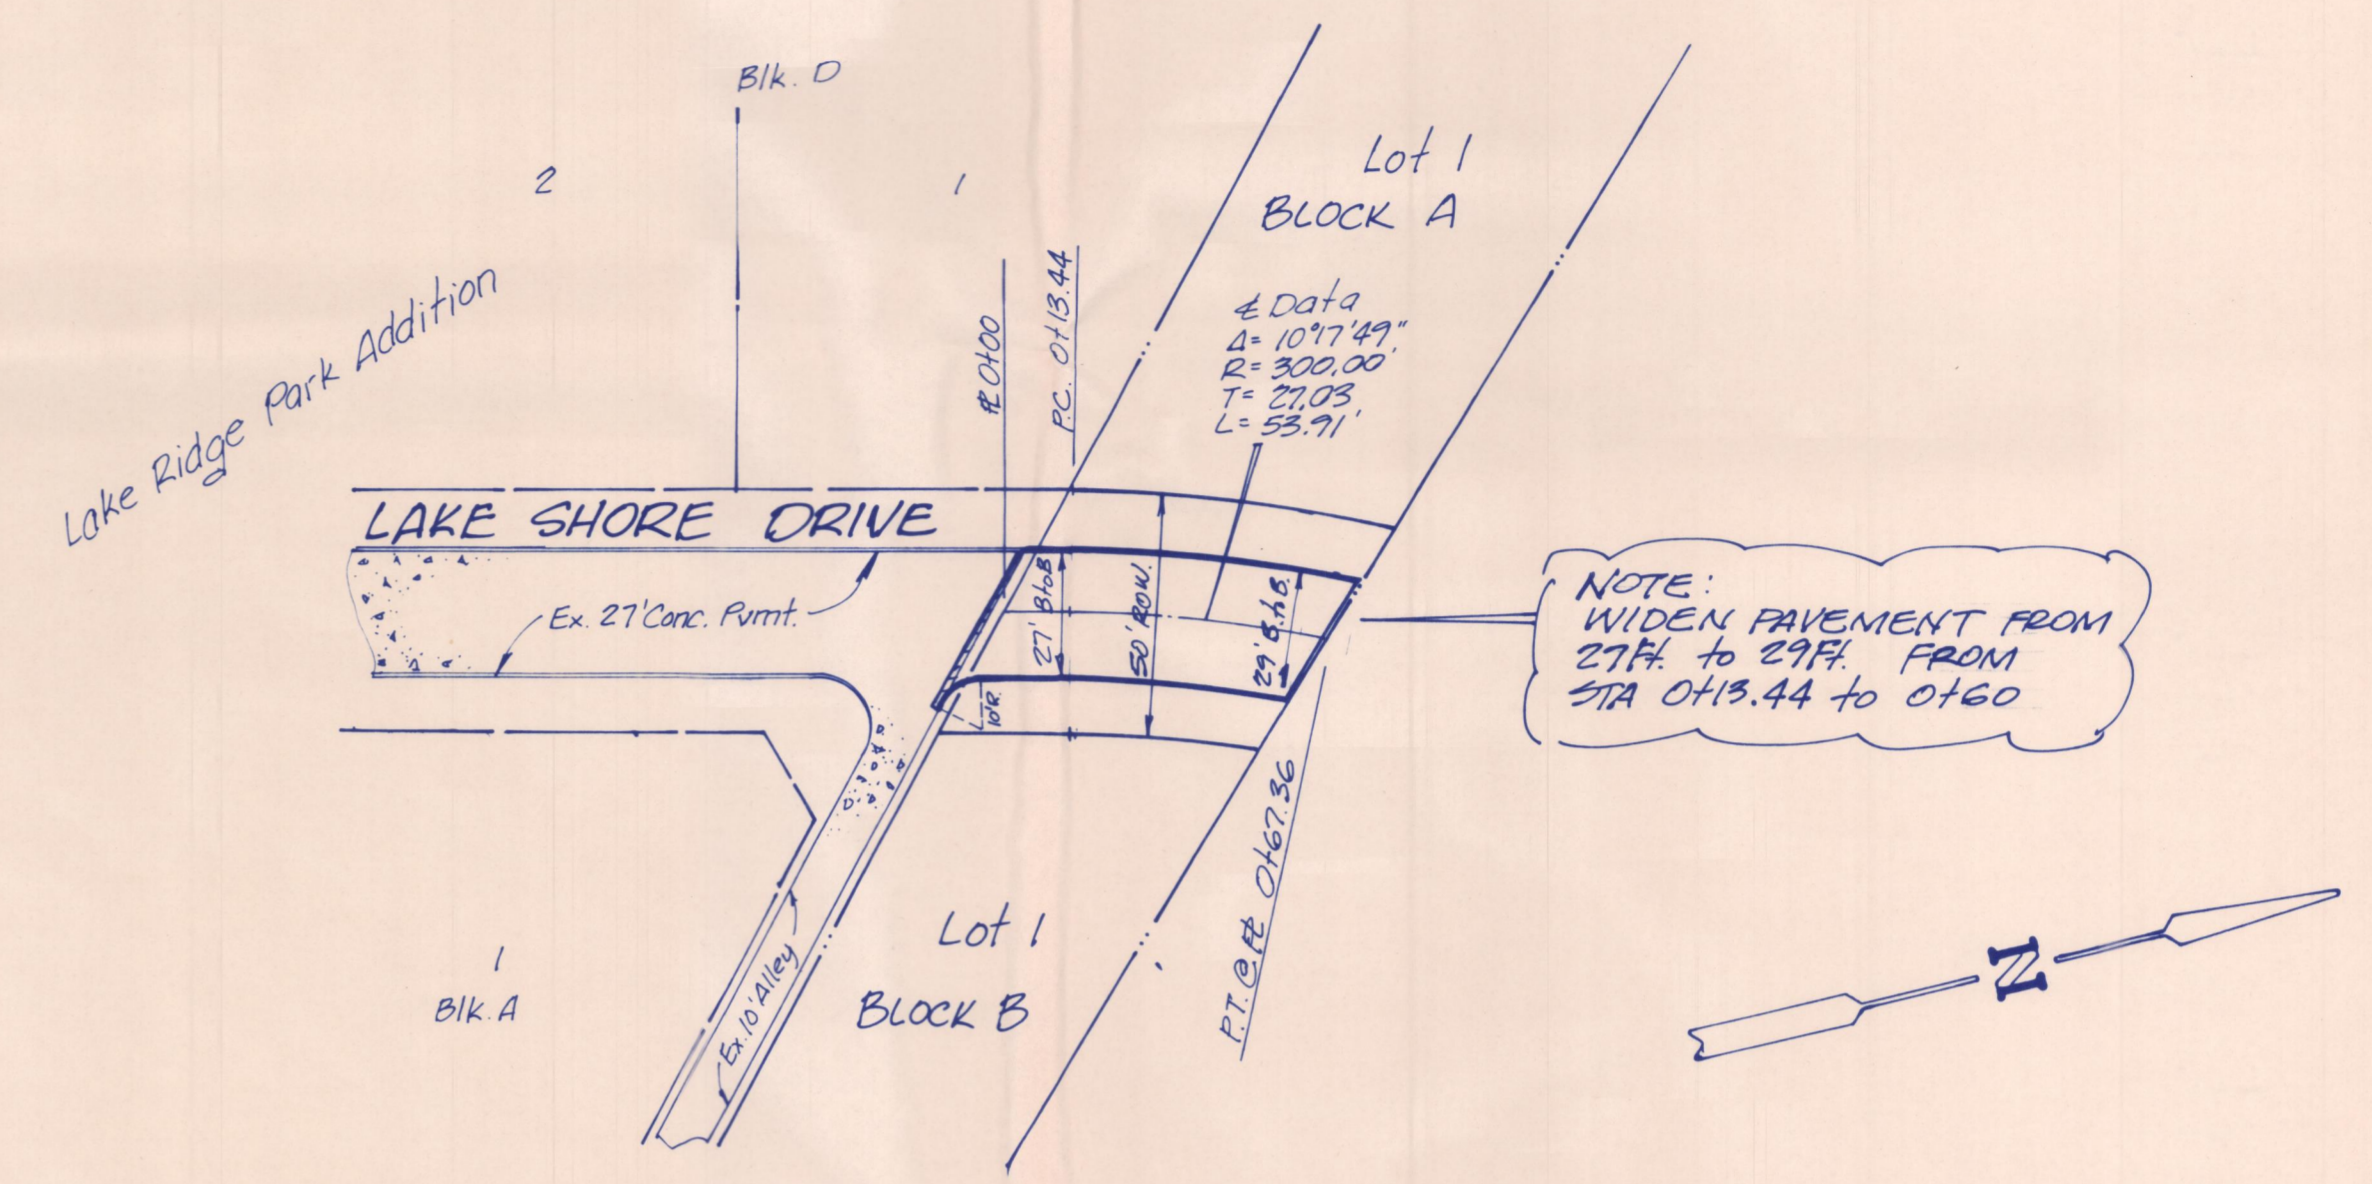 Blk. D
2
1
Lot 1
BLOCK A
Lake Ridge Park Addition
℄ 0+00
P.C. 0+13.44
℄ Data
Δ= 10°17'49"
R= 300.00'
T= 27.03
L= 53.91'
LAKE SHORE DRIVE
Ex. 27' Conc. Pvmt.
27' BtoB
50' ROW.
29' B.to B.
10'R.
NOTE:
WIDEN PAVEMENT FROM
27Ft. to 29Ft. FROM
STA 0+13.44 to 0+60
P.T. @ ℄ 0+67.36
Lot 1
BLOCK B
1
Blk. A
Ex. 10' Alley
N